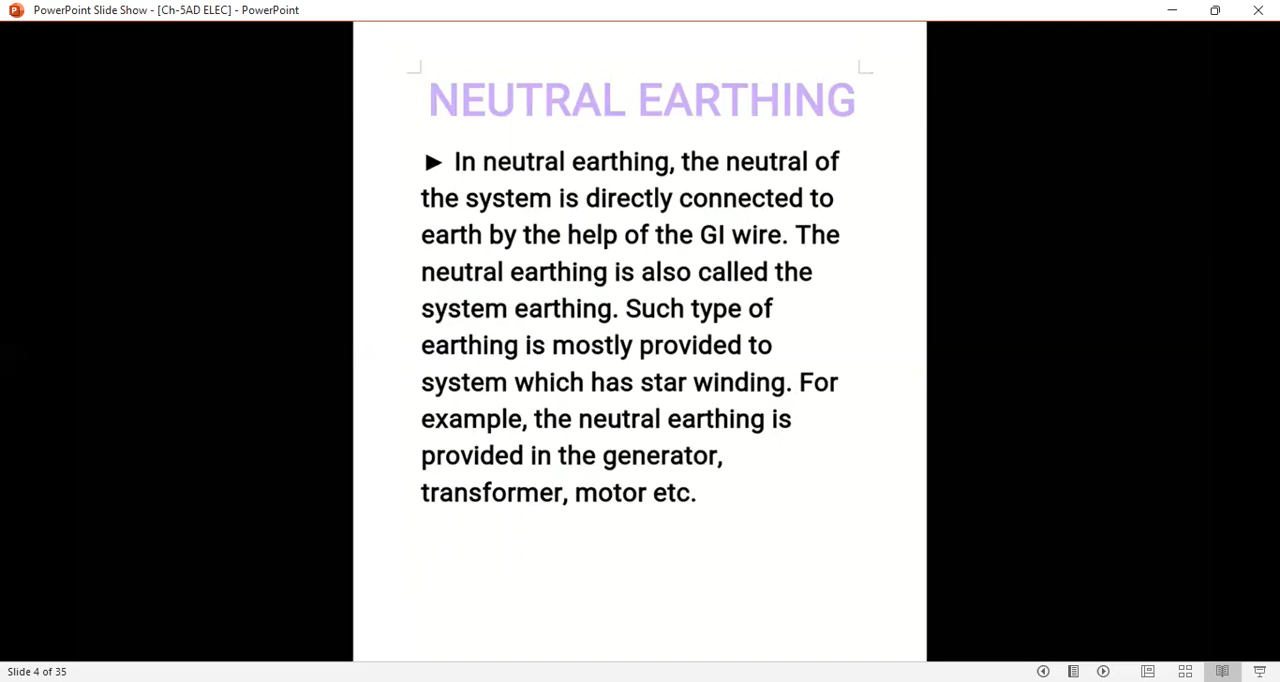 PowerPoint Slide Show - [Ch-5AD ELEC] - PowerPoint
NEUTRAL EARTHING
► In neutral earthing, the neutral of
the system is directly connected to
earth by the help of the GI wire. The
neutral earthing is also called the
system earthing. Such type of
earthing is mostly provided to
system which has star winding. For
example, the neutral earthing is
provided in the generator,
transformer, motor etc.
Slide 4 of 35